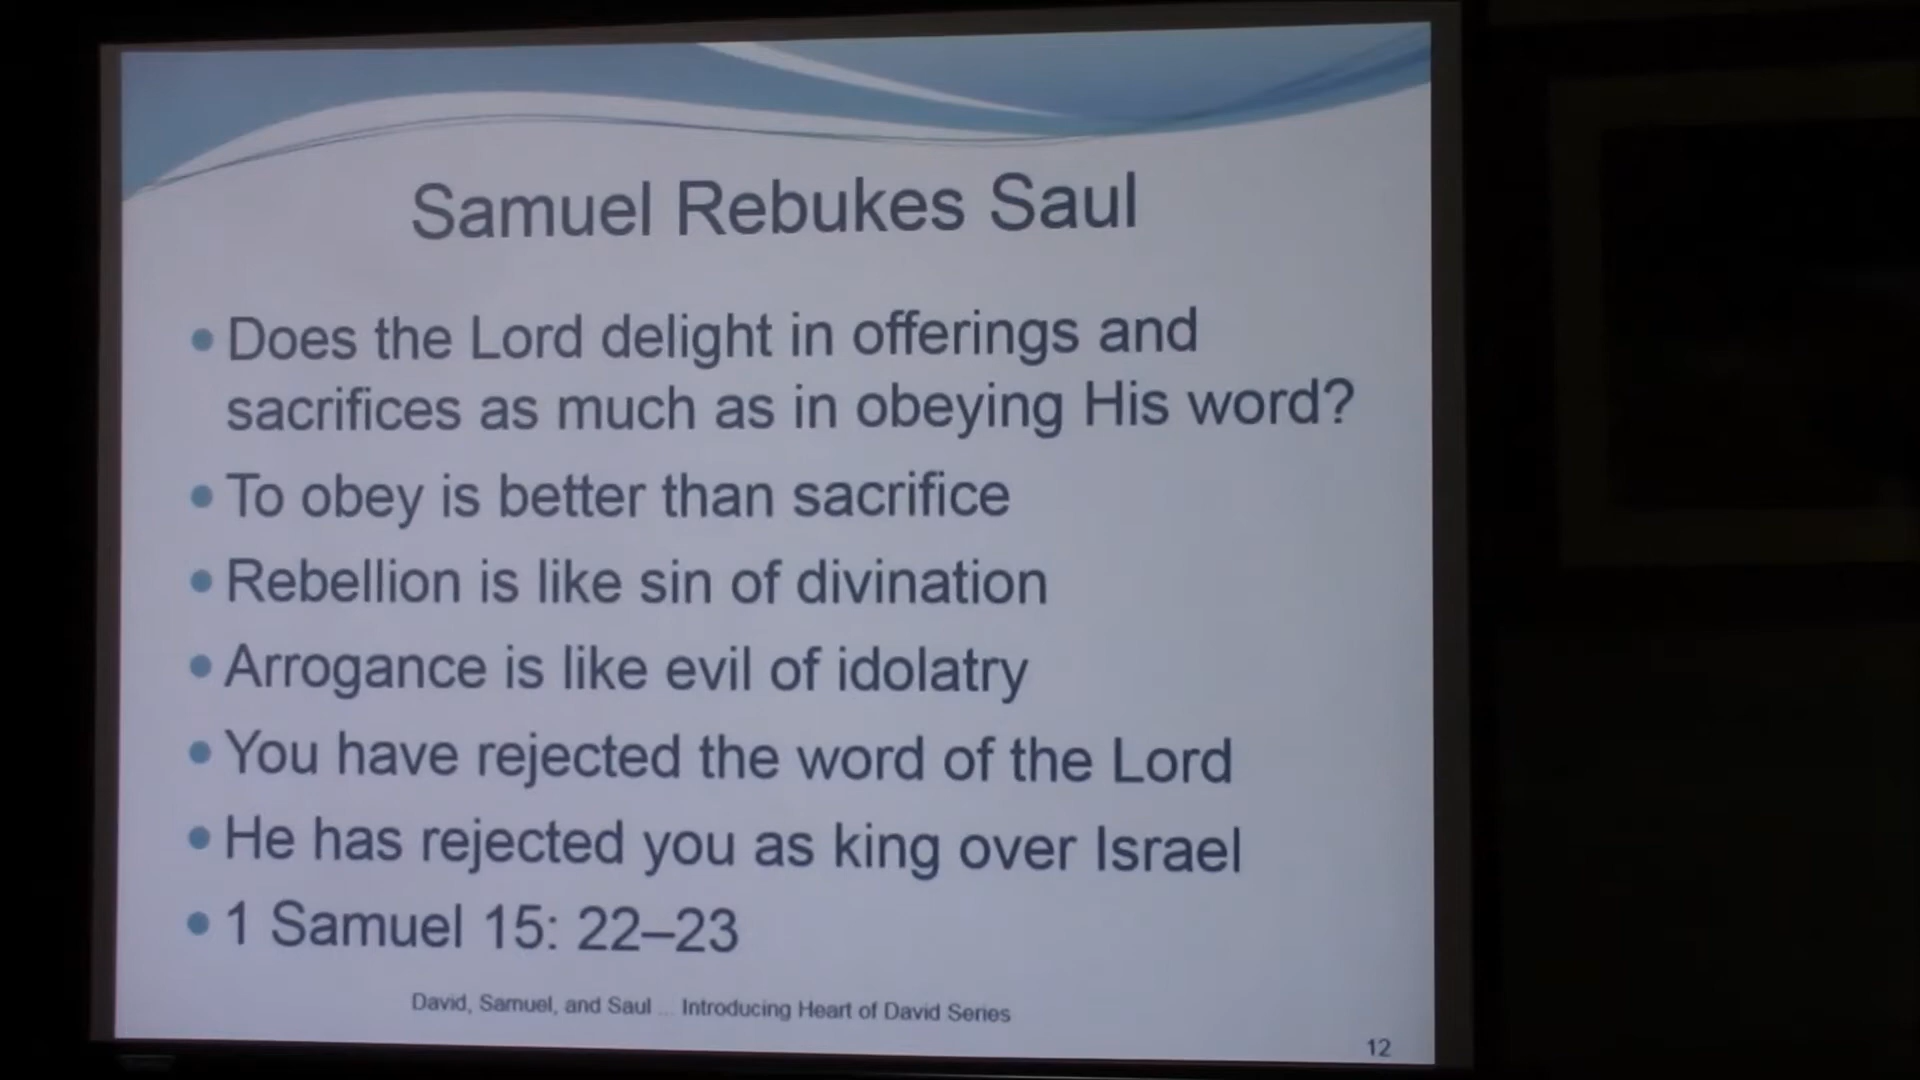 Samuel Rebukes Saul
• Does the Lord delight in offerings and
sacrifices as much as in obeying His word?
• To obey is better than sacrifice
• Rebellion is like sin of divination
• Arrogance is like evil of idolatry
• You have rejected the word of the Lord
• He has rejected you as king over Israel
• 1 Samuel 15: 22–23
David, Samuel, and Saul ... Introducing Heart of David Series
12